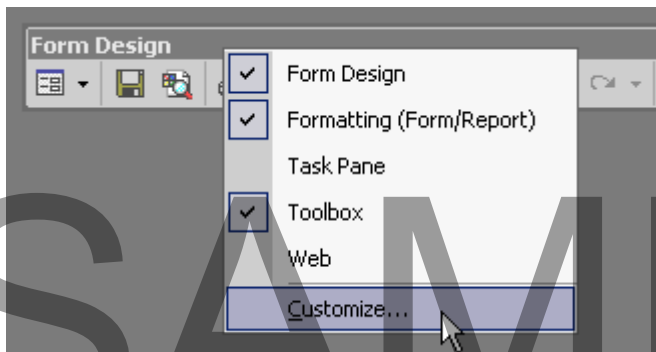 Form Design
Form Design
Formatting (Form/Report)
Task Pane
Toolbox
Web
Customize...
SAM